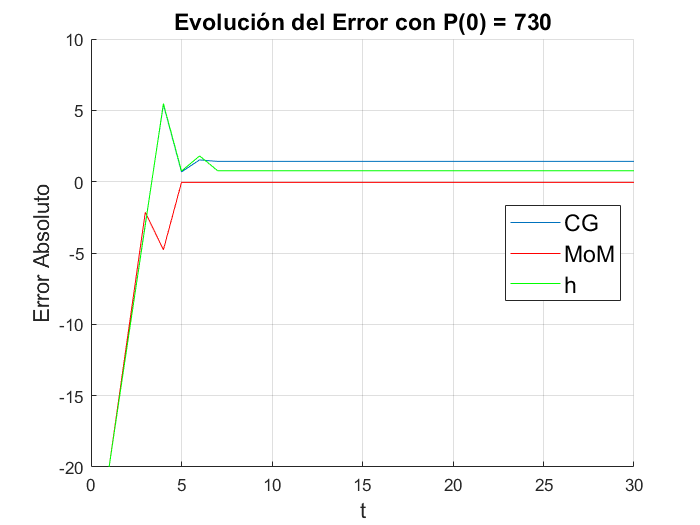 Evolución del Error con P(0) = 730
10
5
0
-5
-10
-15
-20
Error Absoluto
CG
MoM
h
0 5 10 15 20 25 30
t